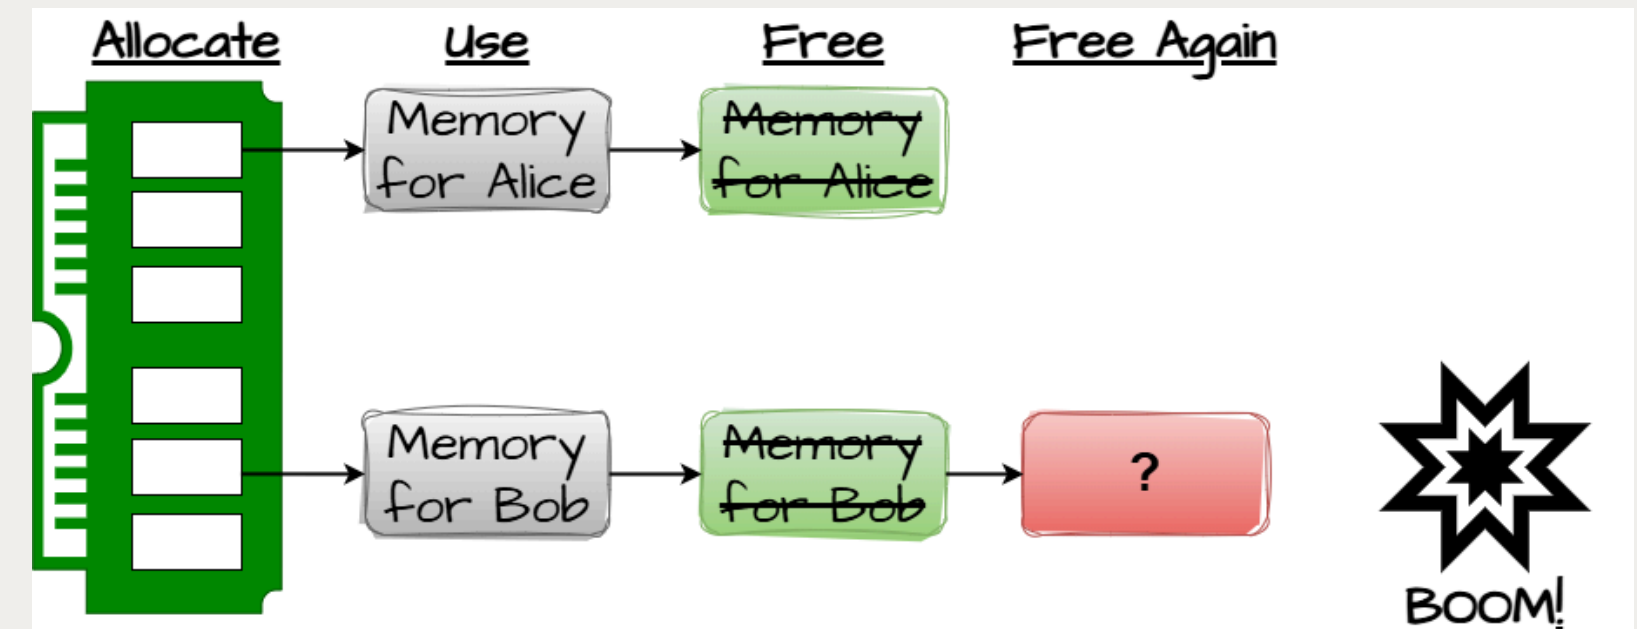 Allocate Use Free Free Again
Memory
for Alice
Memory
for Alice
Memory
for Bob
Memory
for Bob
?
BOOM!